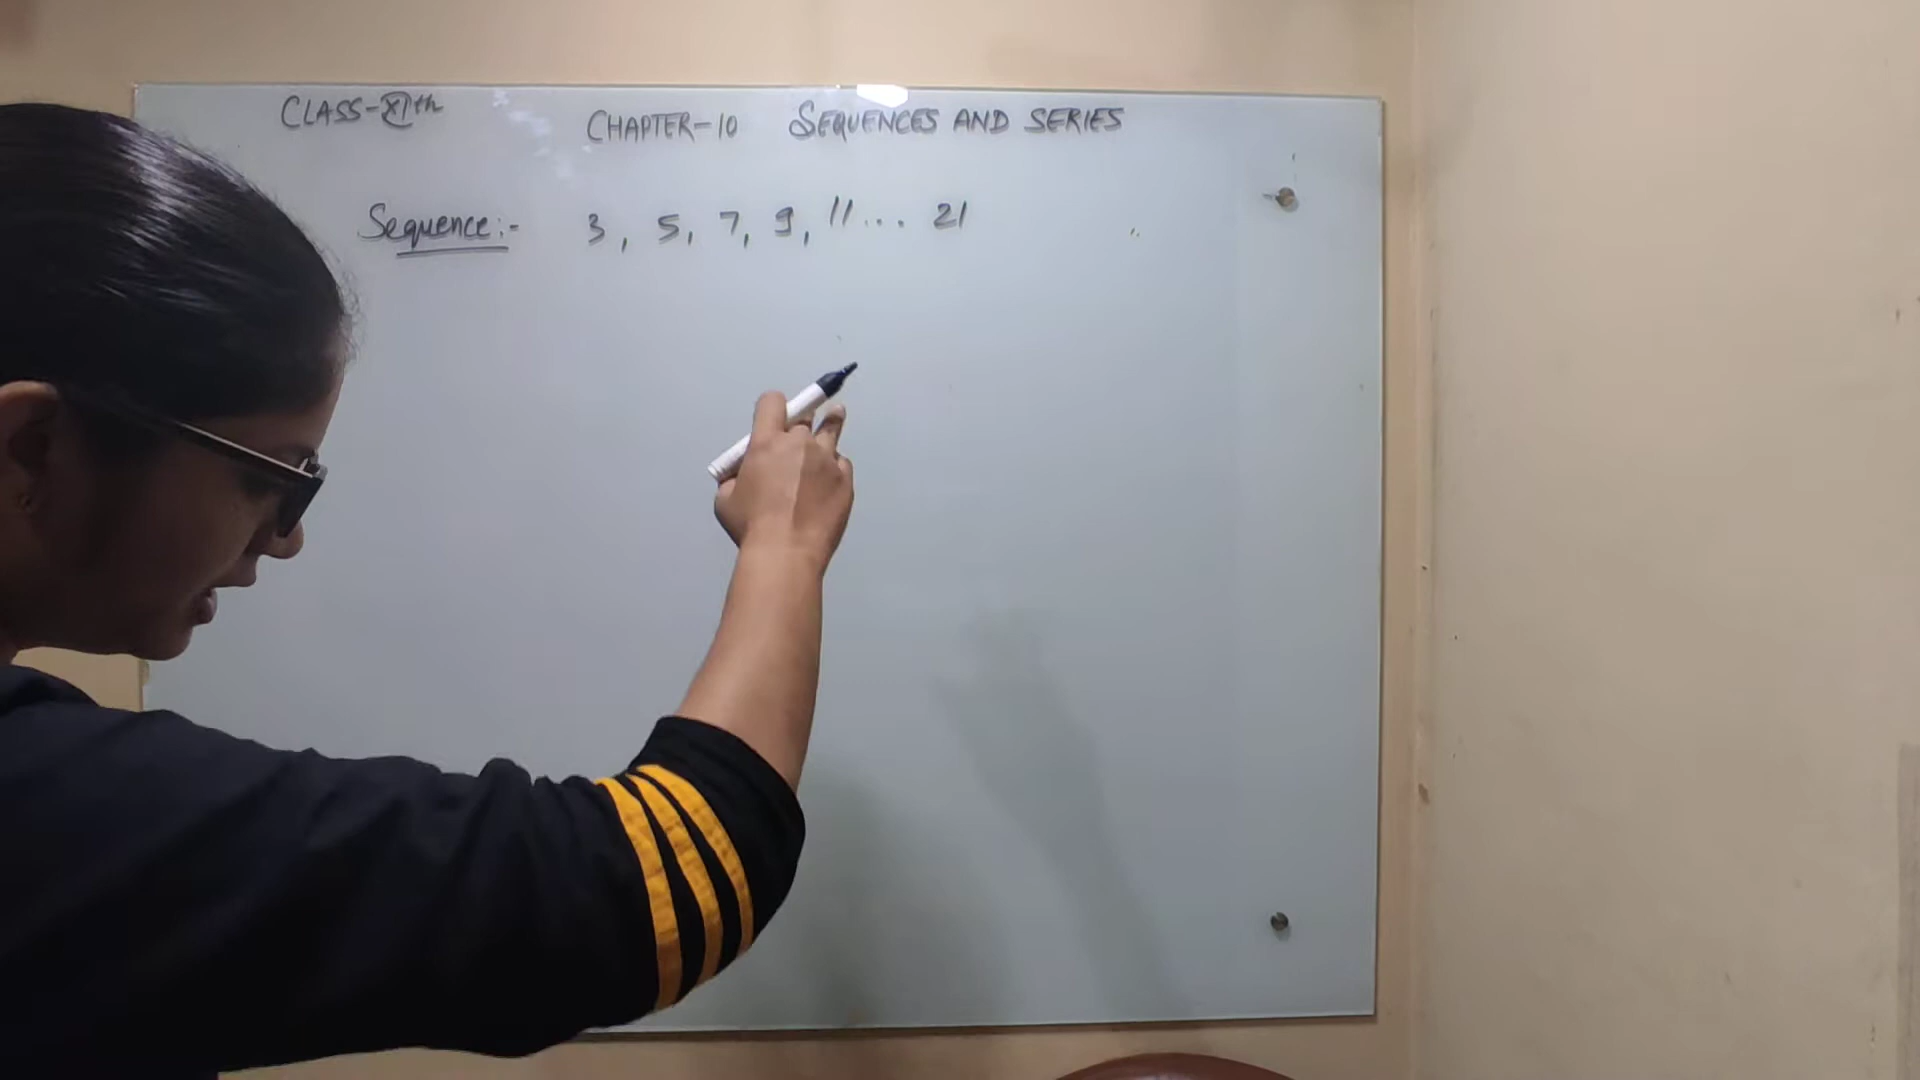 CLASS-XIth
CHAPTER-10 SEQUENCES AND SERIES
Sequence:- 3, 5, 7, 9, 11... 21